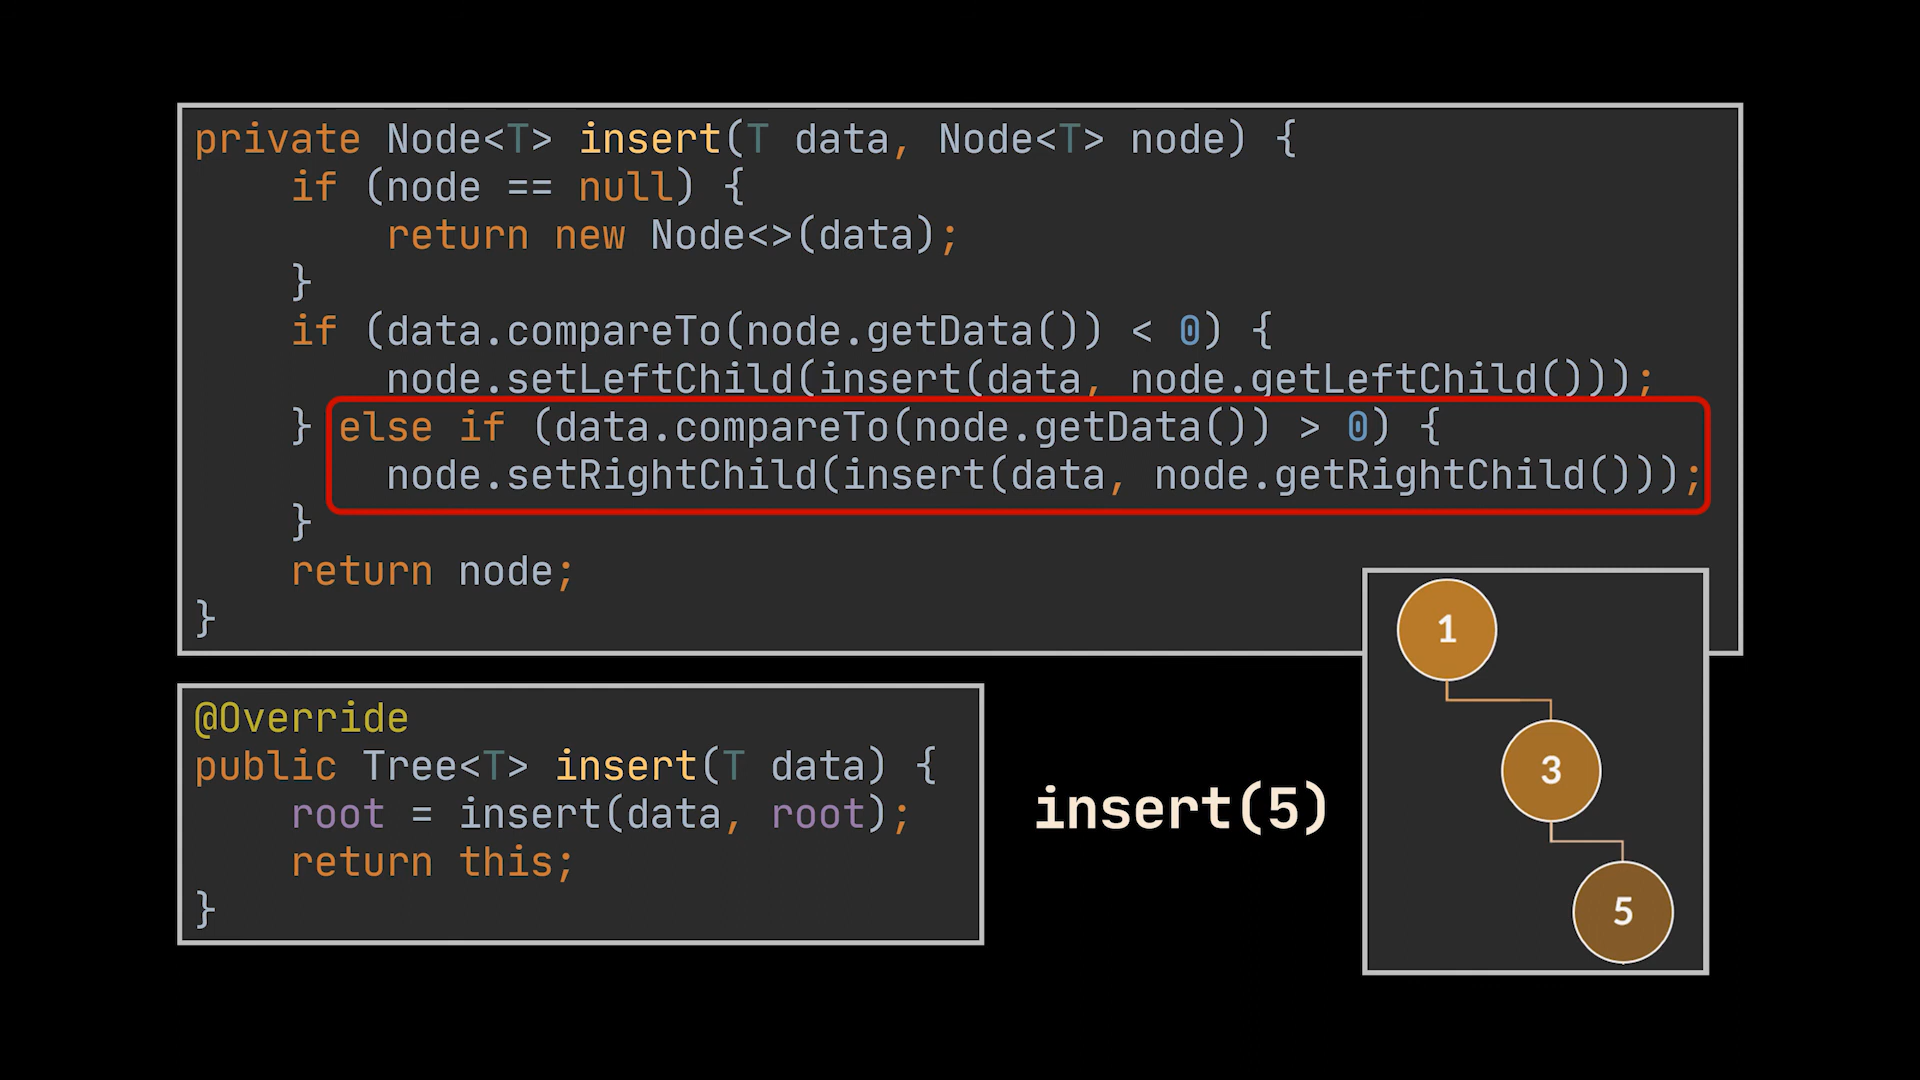 private Node<T> insert(T data, Node<T> node) {
    if (node == null) {
        return new Node<>(data);
    }
    if (data.compareTo(node.getData()) < 0) {
        node.setLeftChild(insert(data, node.getLeftChild()));
    } else if (data.compareTo(node.getData()) > 0) {
        node.setRightChild(insert(data, node.getRightChild()));
    }
    return node;
}
@Override
public Tree<T> insert(T data) {
    root = insert(data, root);
    return this;
}
insert(5)
1
3
5